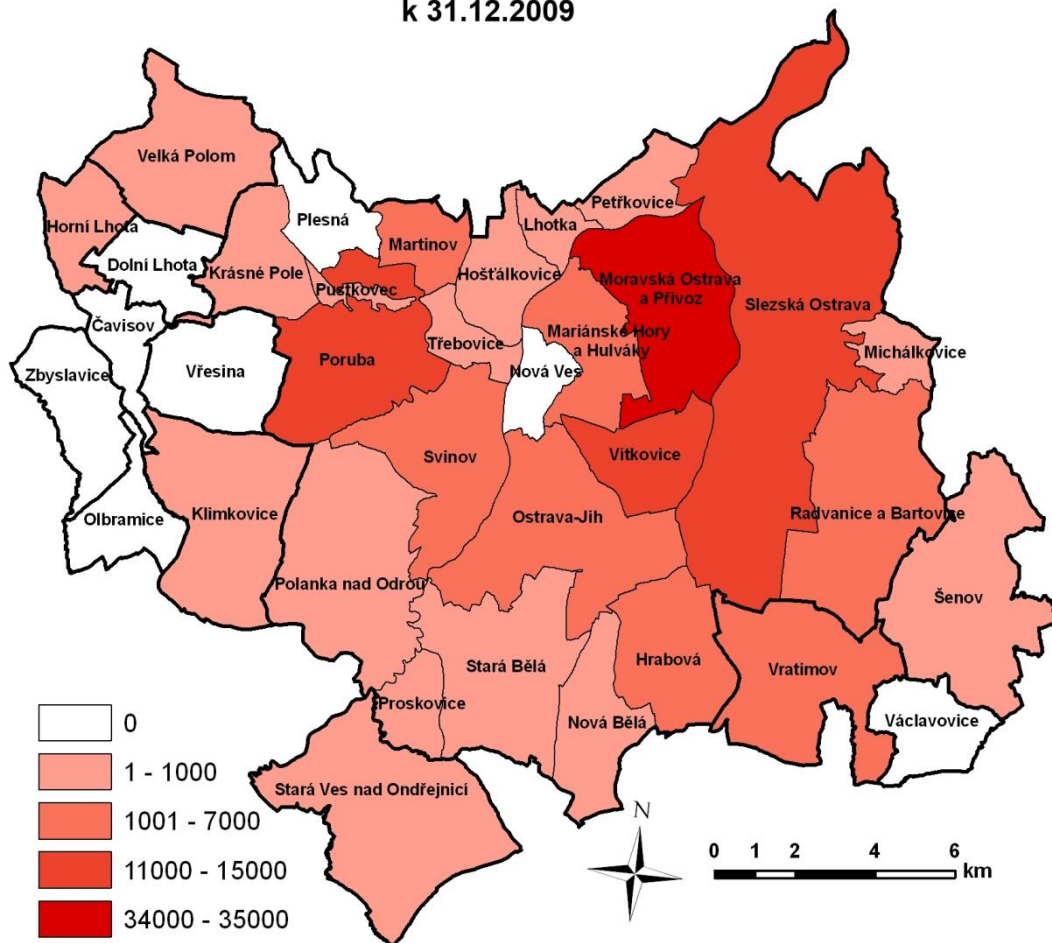 k 31.12.2009
Velká Polom
Petřkovice
Plesná
Lhotka
Horní Lhota
Martinov
Dolní Lhota
Krásné Pole
Hošťálkovice
Moravská Ostrava
a Přívoz
Pustkovec
Slezská Ostrava
Čavisov
Třebovice
Mariánské Hory
a Hulváky
Michálkovice
Zbyslavice
Vřesina
Poruba
Nová Ves
Svinov
Vítkovice
Olbramice
Klimkovice
Ostrava-Jih
Radvanice a Bartovice
Polanka nad Odrou
Šenov
Stará Bělá
Hrabová
Vratimov
Proskovice
Nová Bělá
Václavovice
Stará Ves nad Ondřejnicí
0
1 - 1000
1001 - 7000
11000 - 15000
34000 - 35000
N
0 1 2 4 6
km